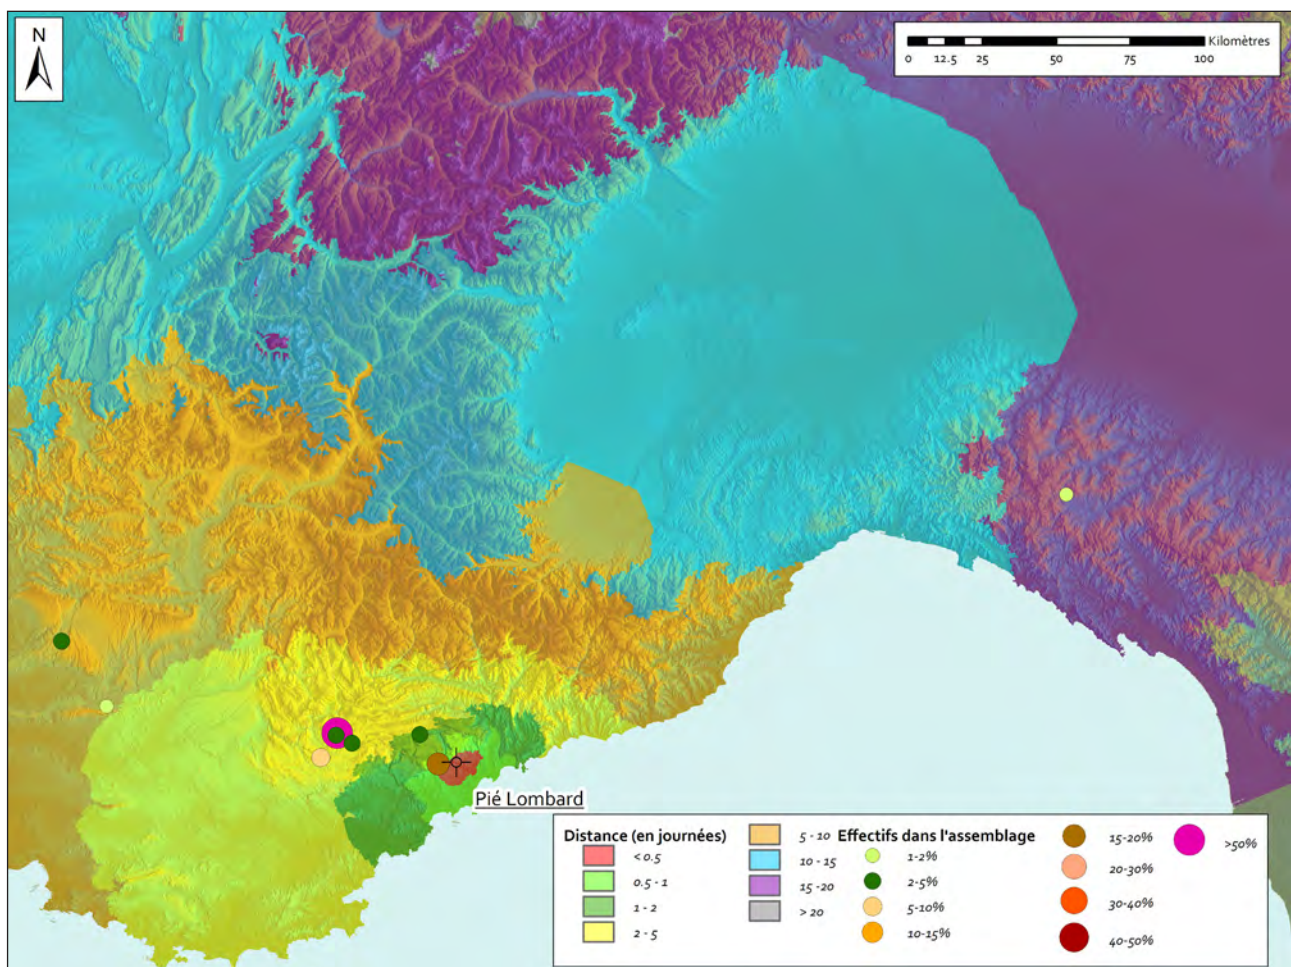 N
Kilomètres
0 12.5 25 50 75 100
Pié Lombard
Distance (en journées)
< 0.5
0.5 - 1
1 - 2
2 - 5
5 - 10
10 - 15
15 - 20
> 20
Effectifs dans l'assemblage
1-2%
2-5%
5-10%
10-15%
15-20%
20-30%
30-40%
40-50%
>50%